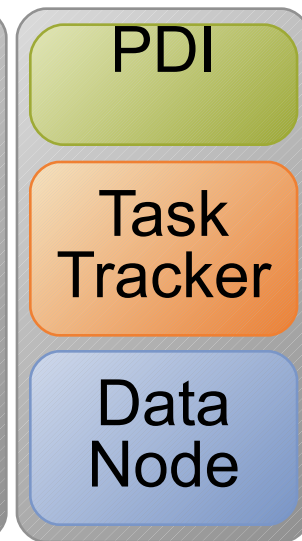 PDI
Task
Tracker
Data
Node